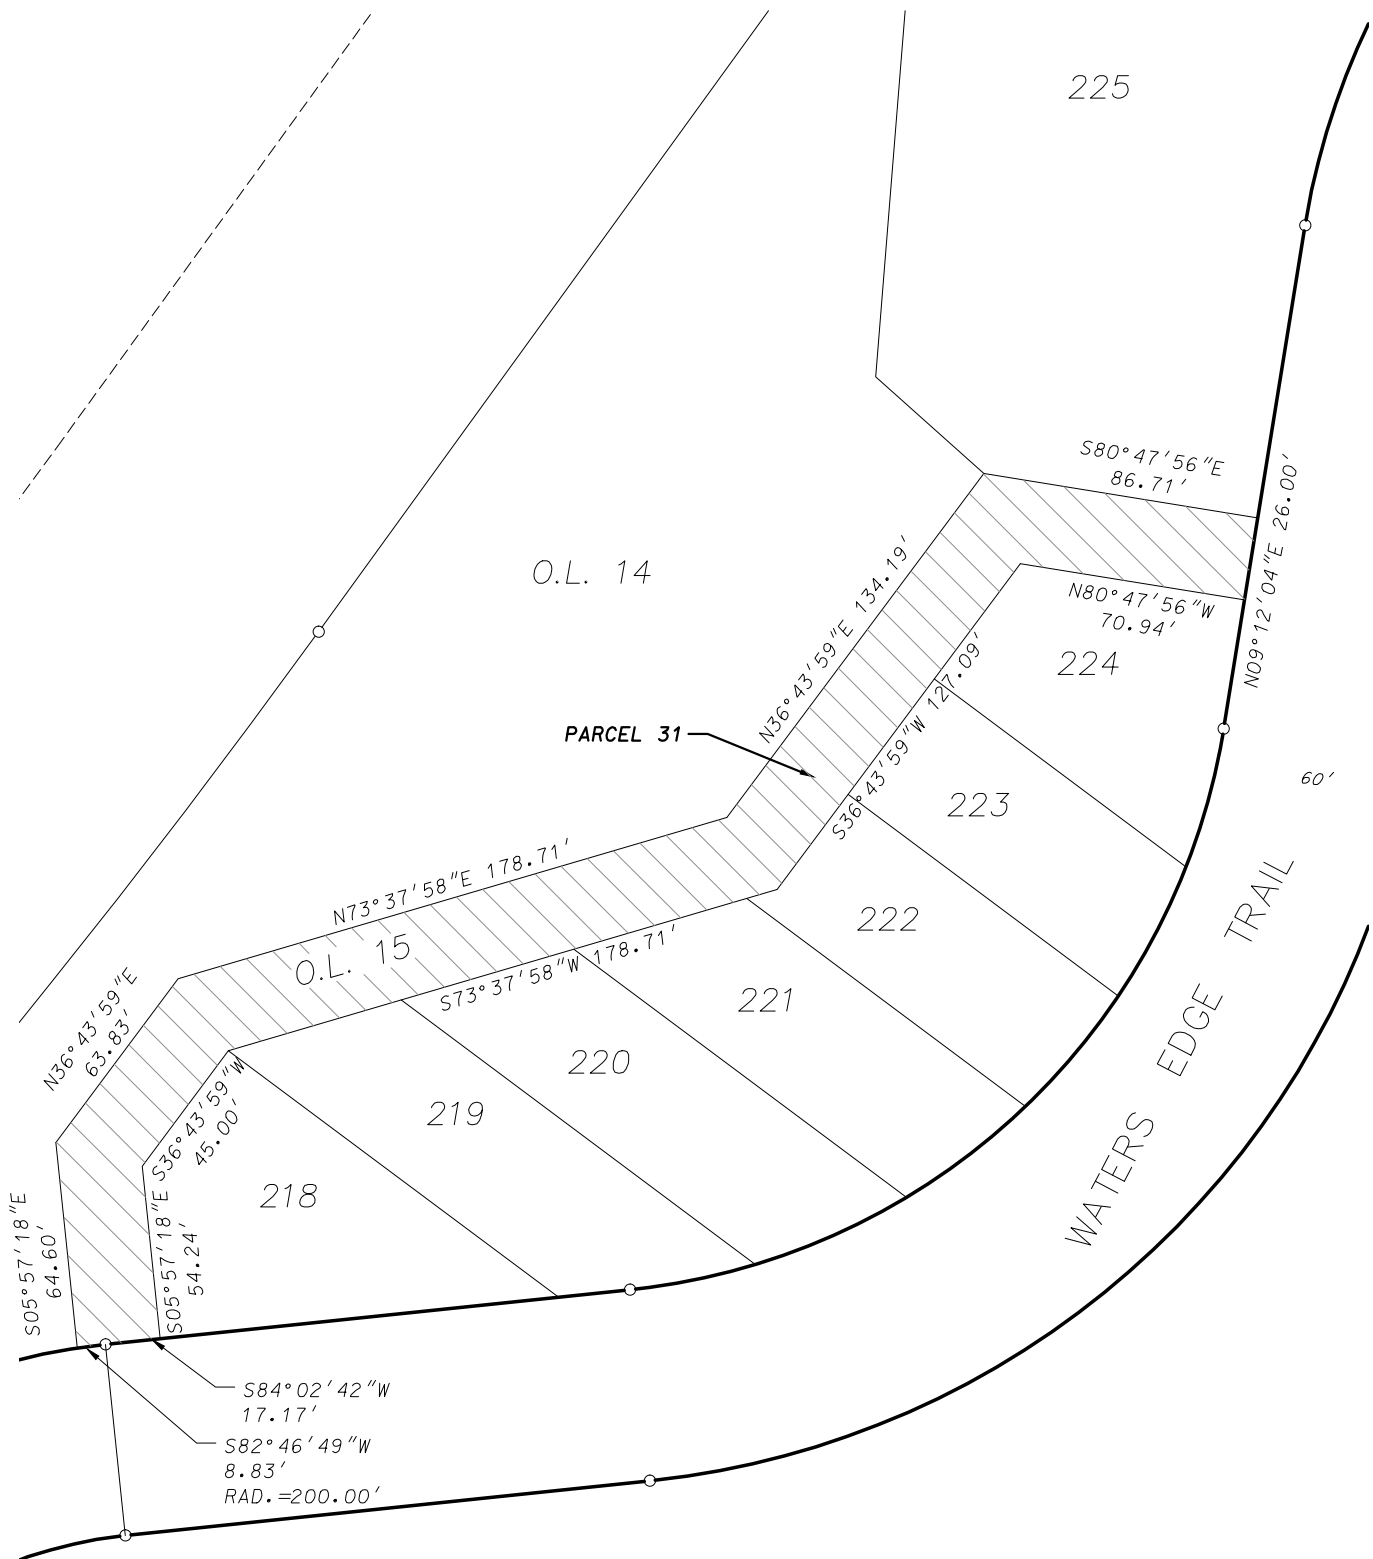 225
S80°47'56"E
86.71'
N09°12'04"E 26.00'
O.L. 14
N36°43'59"E 134.19'
N80°47'56"W
70.94'
224
S36°43'59"W 127.09'
PARCEL 31
60'
223
N73°37'58"E 178.71'
222
O.L. 15
S73°37'58"W 178.71'
WATERS EDGE TRAIL
N36°43'59"E
63.83'
221
220
S36°43'59"W
45.00'
219
218
S05°57'18"E
64.60'
S05°57'18"E
54.24'
S84°02'42"W
17.17'
S82°46'49"W
8.83'
RAD.=200.00'